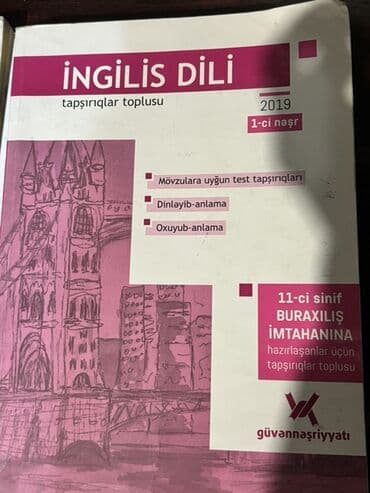 İNGİLİS DİLİ
tapşırıqlar toplusu
2019
1-ci nəşr
Mövzulara uyğun test tapşırıqları
Dinləyib-anlama
Oxuyub-anlama
11-ci sinif
BURAXILIŞ
İMTAHANINA
hazırlaşanlar üçün
tapşırıqlar toplusu
güvənnəşriyyatı